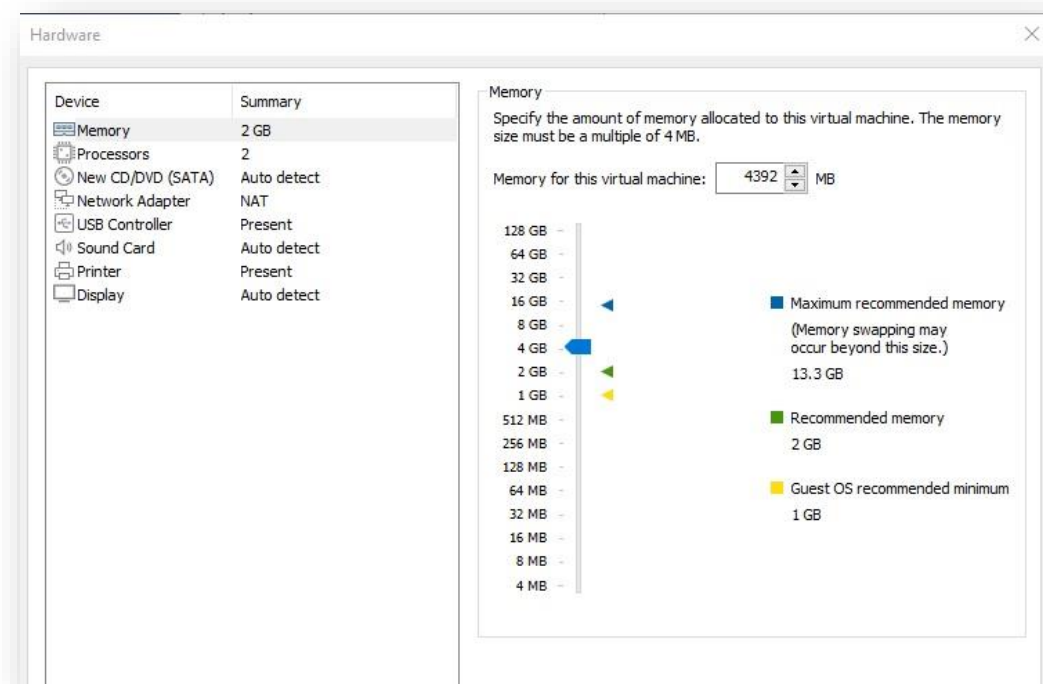 Hardware
Device Summary
Memory 2 GB
Processors 2
New CD/DVD (SATA) Auto detect
Network Adapter NAT
USB Controller Present
Sound Card Auto detect
Printer Present
Display Auto detect
Memory
Specify the amount of memory allocated to this virtual machine. The memory
size must be a multiple of 4 MB.
Memory for this virtual machine: 4392 MB
128 GB
64 GB
32 GB
16 GB
8 GB
4 GB
2 GB
1 GB
512 MB
256 MB
128 MB
64 MB
32 MB
16 MB
8 MB
4 MB
Maximum recommended memory
(Memory swapping may
occur beyond this size.)
13.3 GB
Recommended memory
2 GB
Guest OS recommended minimum
1 GB